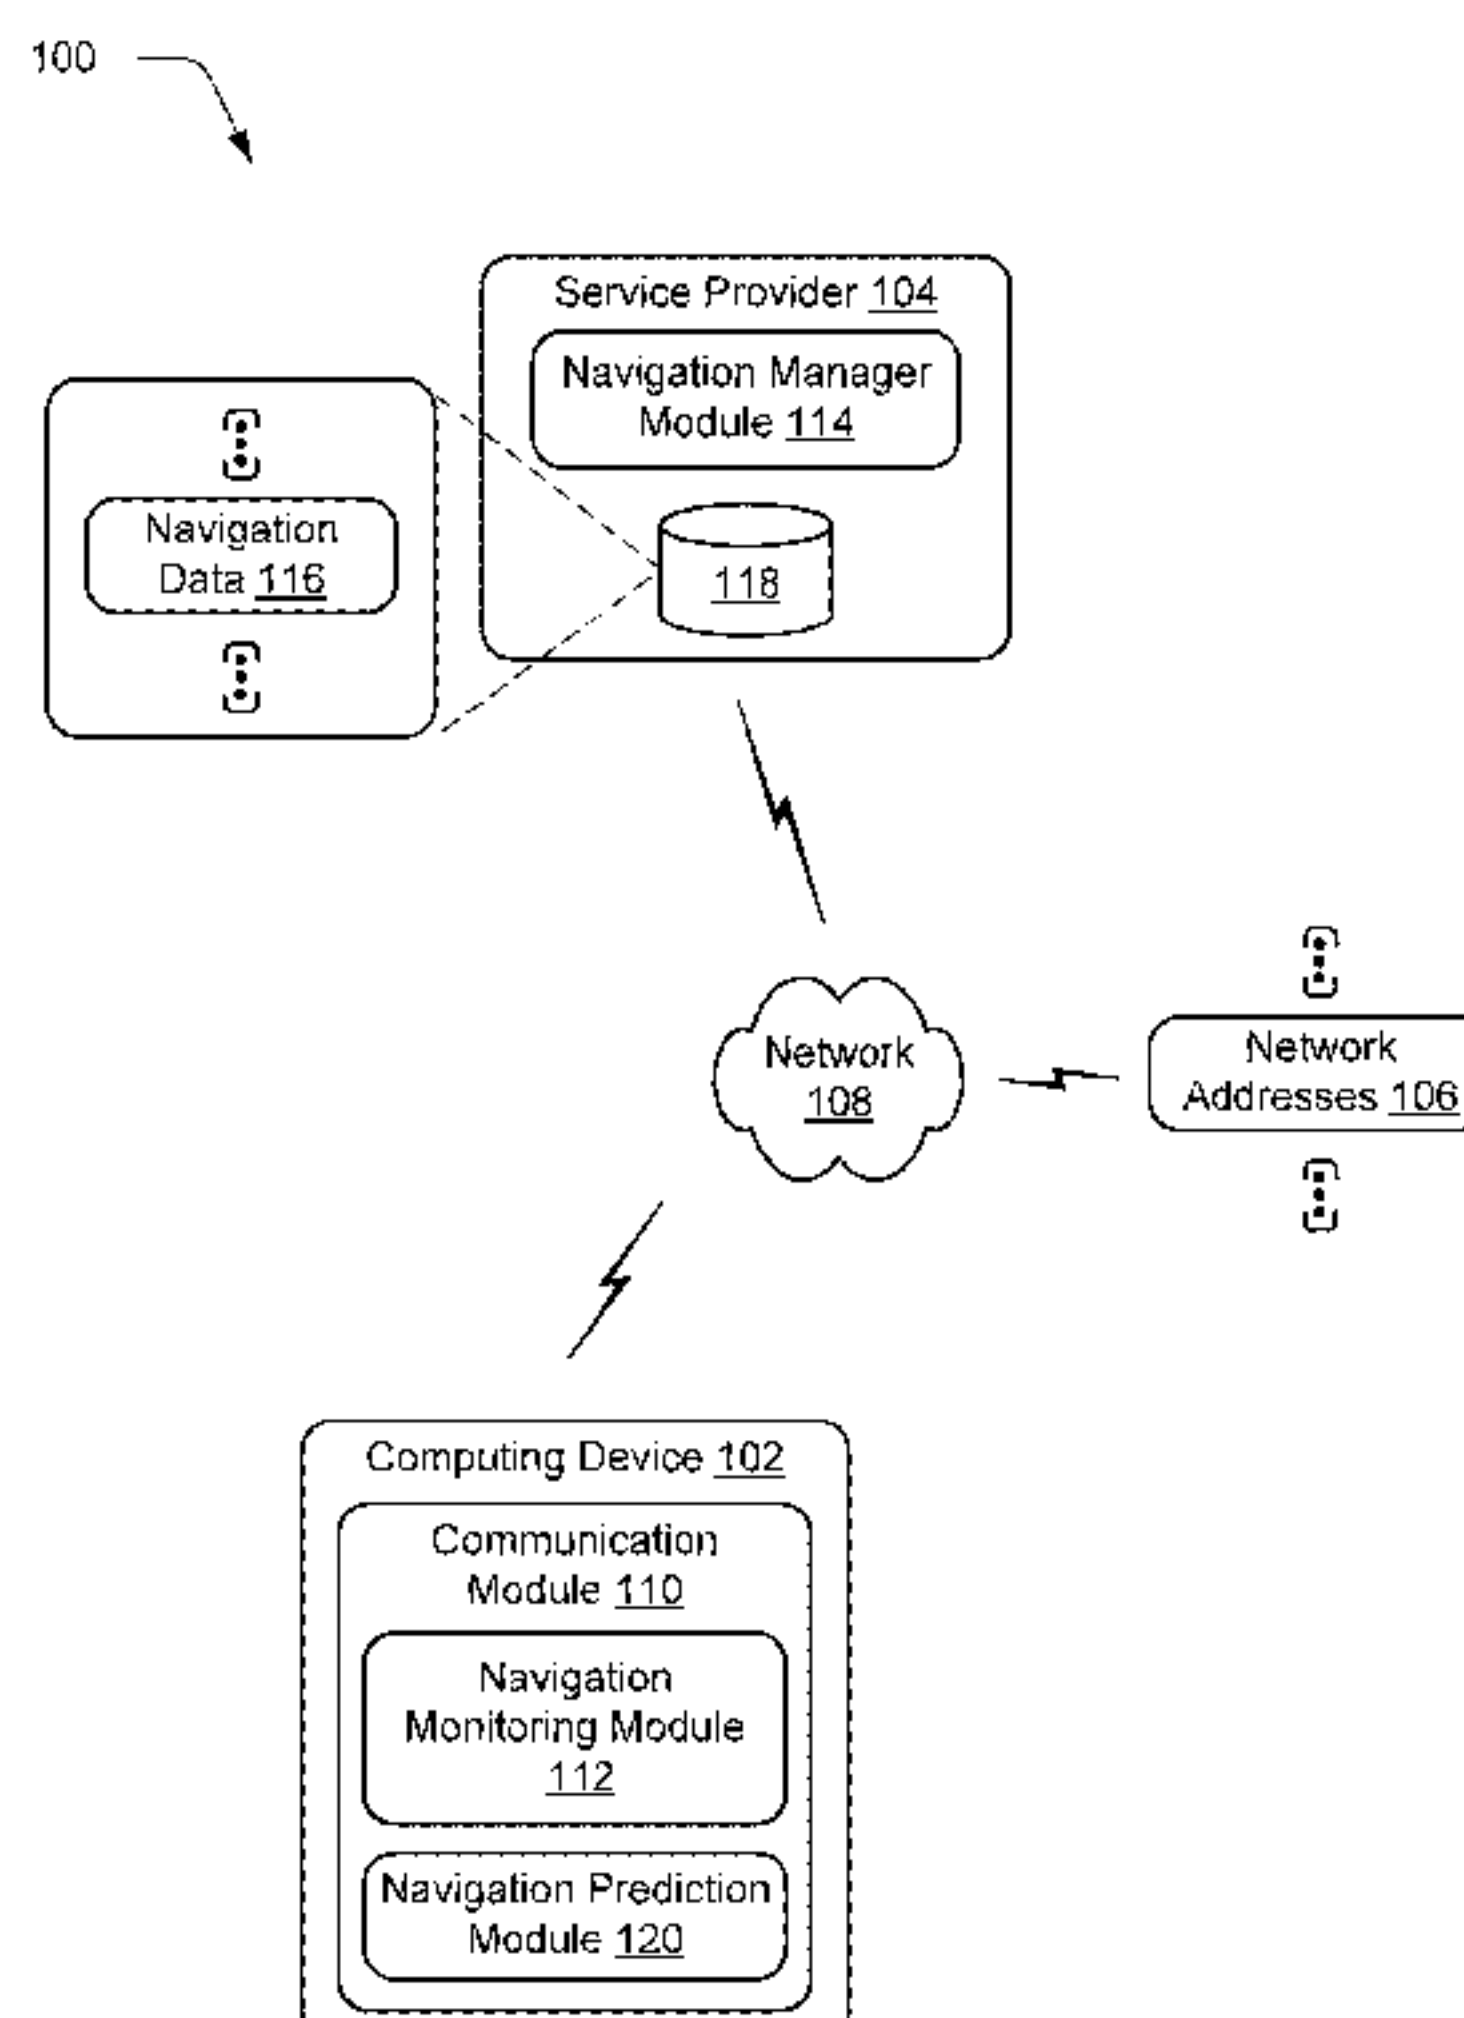 100
Service Provider 104
Navigation Manager
Module 114
Navigation
Data 116
118
Network
108
Network
Addresses 106
Computing Device 102
Communication
Module 110
Navigation
Monitoring Module
112
Navigation Prediction
Module 120